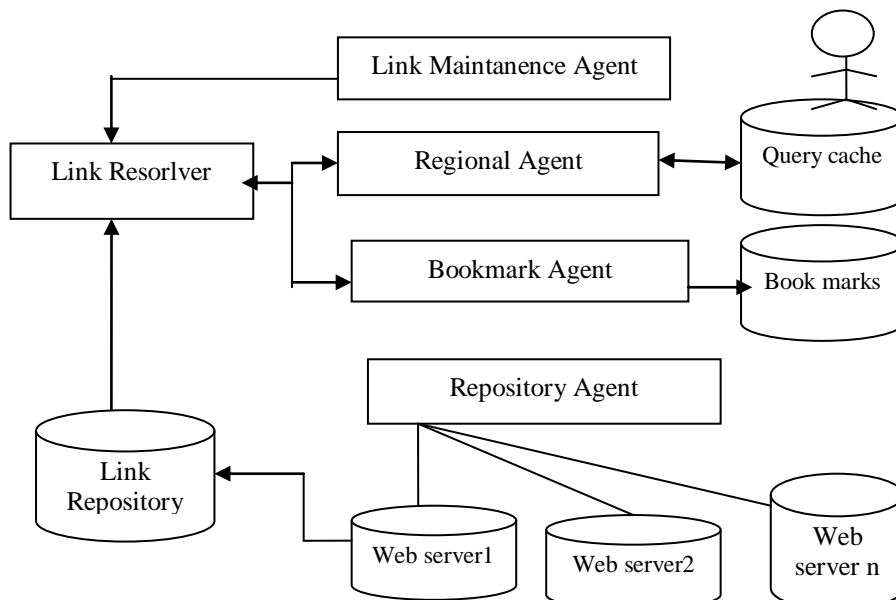 Link Maintanence Agent
Link Resorlver
Regional Agent
Query cache
Bookmark Agent
Book marks
Repository Agent
Link
Repository
Web server1
Web server2
Web
server n